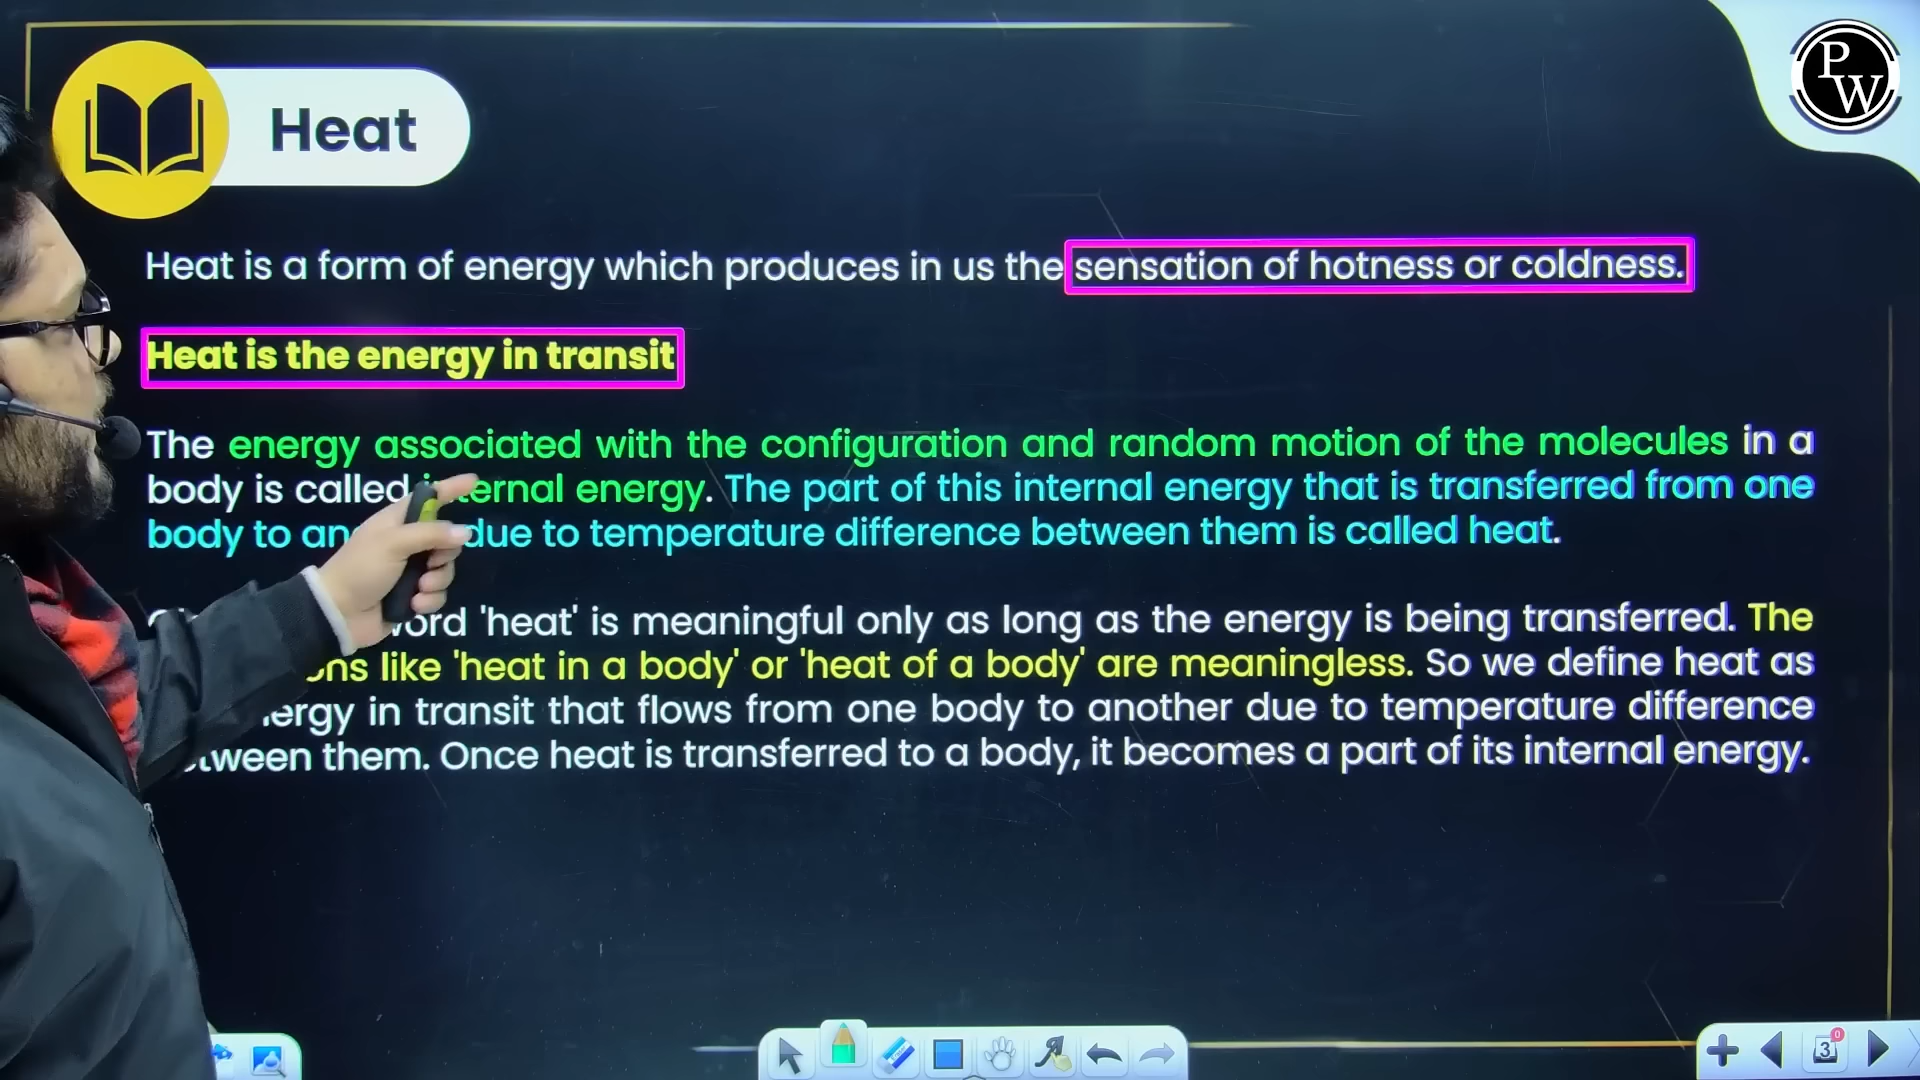 P
W
Heat
Heat is a form of energy which produces in us the sensation of hotness or coldness.
Heat is the energy in transit
The energy associated with the configuration and random motion of the molecules in a
body is called internal energy. The part of this internal energy that is transferred from one
body to due to temperature difference between them is called heat.
'heat' is meaningful only as long as the energy is being transferred. The
like 'heat in a body' or 'heat of a body' are meaningless. So we define heat as
in transit that flows from one body to another due to temperature difference
between them. Once heat is transferred to a body, it becomes a part of its internal energy.
3
0